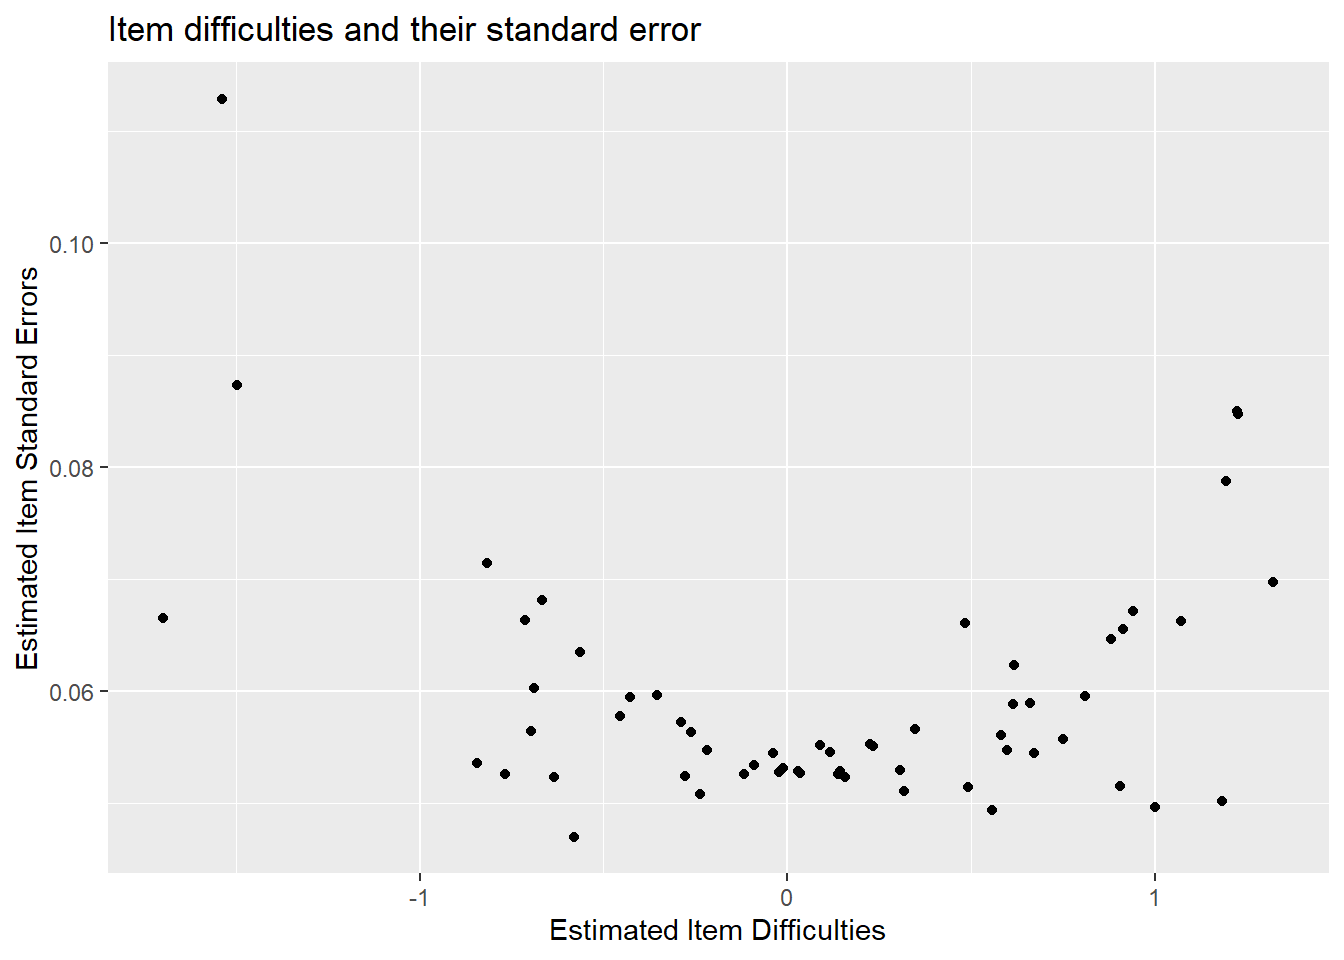 Item difficulties and their standard error
Estimated Item Standard Errors
0.10
0.08
0.06
-1
0
1
Estimated Item Difficulties